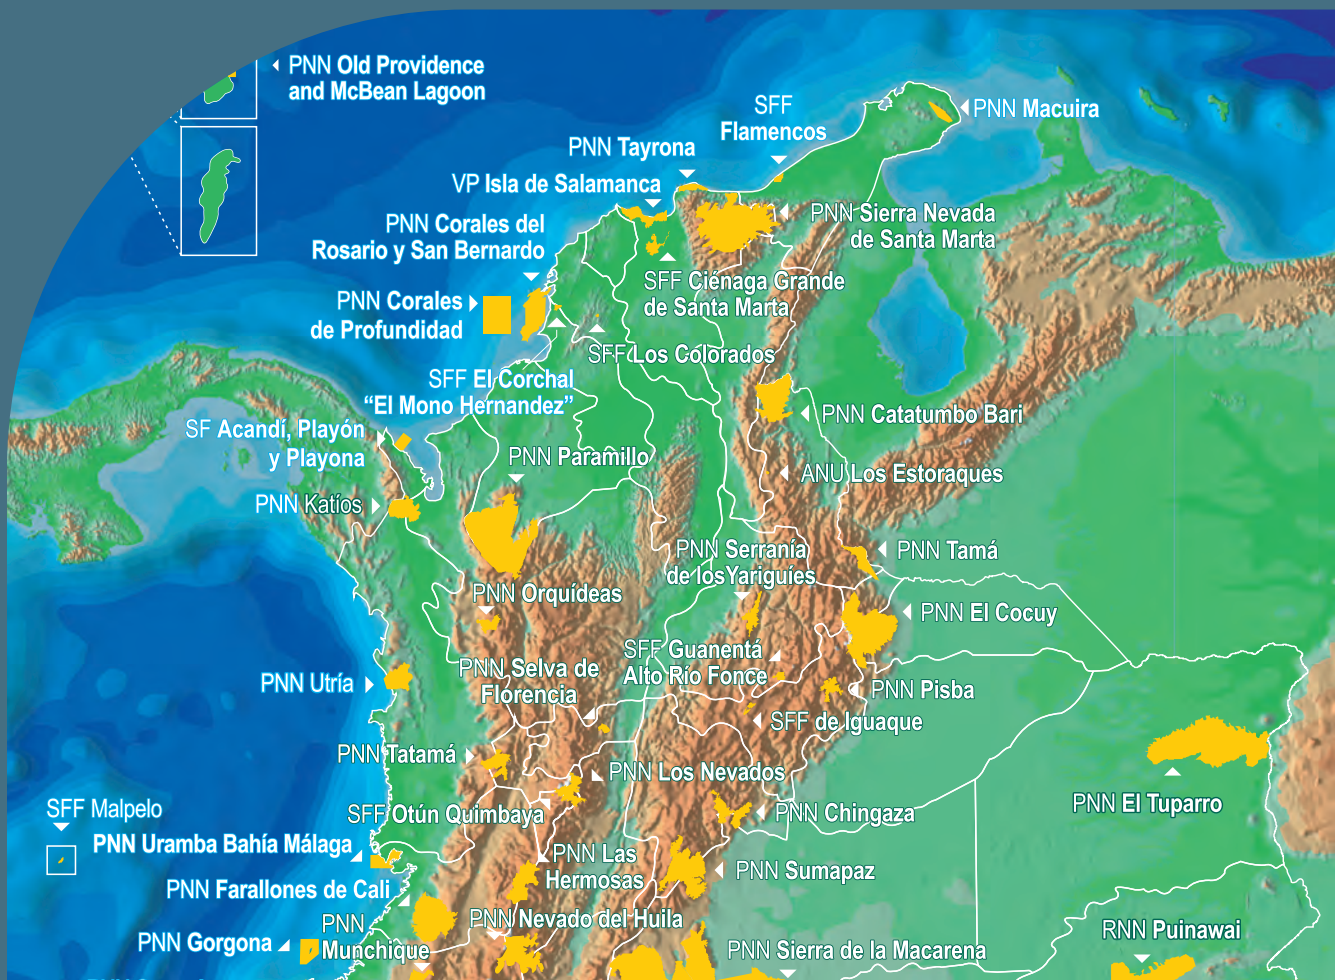 PNN Old Providence
and McBean Lagoon
SFF
Flamencos
PNN Macuira
PNN Tayrona
VP Isla de Salamanca
PNN Corales del
Rosario y San Bernardo
PNN Sierra Nevada
de Santa Marta
SFF Ciénaga Grande
de Santa Marta
PNN Corales
de Profundidad
SFF Los Colorados
SFF El Corchal
“El Mono Hernandez”
PNN Catatumbo Bari
SF Acandí, Playón
y Playona
PNN Paramillo
ANU Los Estoraques
PNN Katíos
PNN Serranía
de los Yariguíes
PNN Tamá
PNN Orquídeas
PNN El Cocuy
SFF Guanentá
Alto Río Fonce
PNN Selva de
Florencia
PNN Utría
PNN Pisba
SFF de Iguaque
PNN Tatamá
PNN Los Nevados
PNN El Tuparro
SFF Malpelo
SFF Otún Quimbaya
PNN Chingaza
PNN Uramba Bahía Málaga
PNN Las
Hermosas
PNN Sumapaz
PNN Farallones de Cali
PNN
Munchique
PNN Nevado del Huila
PNN Gorgona
PNN Sierra de la Macarena
RNN Puinawai